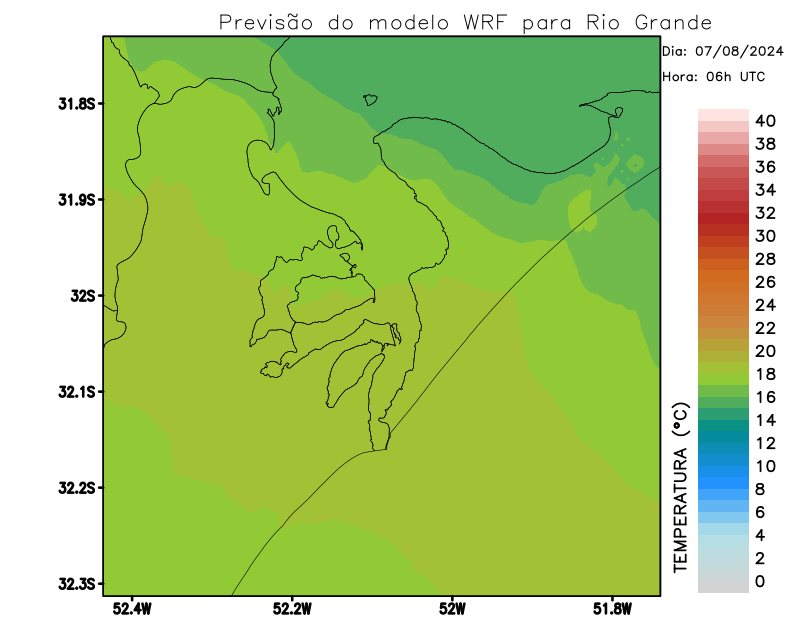 Previsão do modelo WRF para Rio Grande
Dia: 07/08/2024
Hora: 06h UTC
31.8S
31.9S
32S
32.1S
32.2S
32.3S
52.4W
52.2W
52W
51.8W
TEMPERATURA (°C)
40
38
36
34
32
30
28
26
24
22
20
18
16
14
12
10
8
6
4
2
0